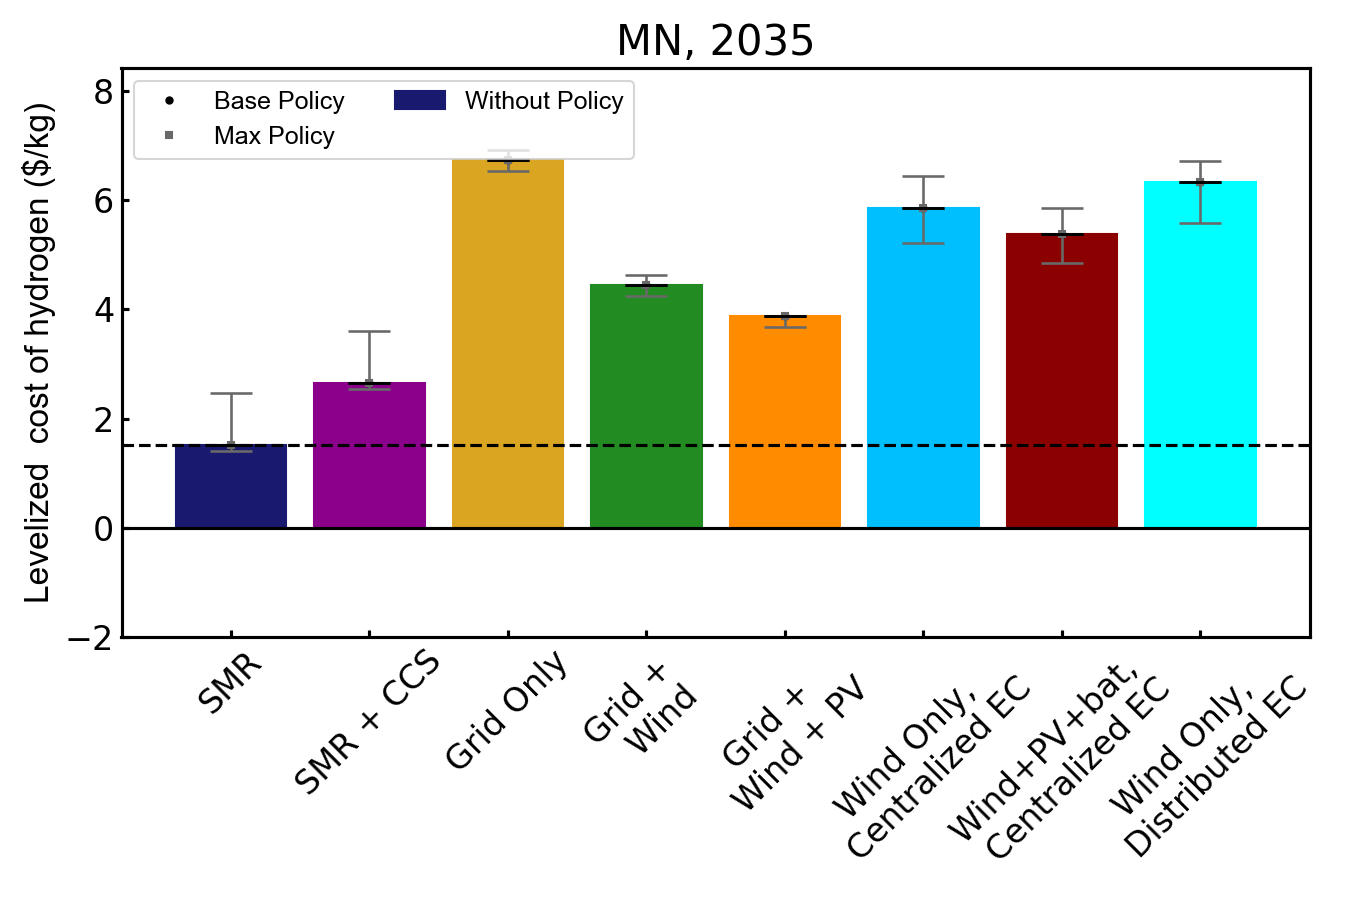 MN, 2035
Base Policy
Max Policy
Without Policy
Levelized  cost of hydrogen ($/kg)
8
6
4
2
0
−2
SMR
SMR + CCS
Grid Only
Grid +
Wind
Grid +
Wind + PV
Wind Only,
Centralized EC
Wind+PV+bat,
Centralized EC
Wind Only,
Distributed EC